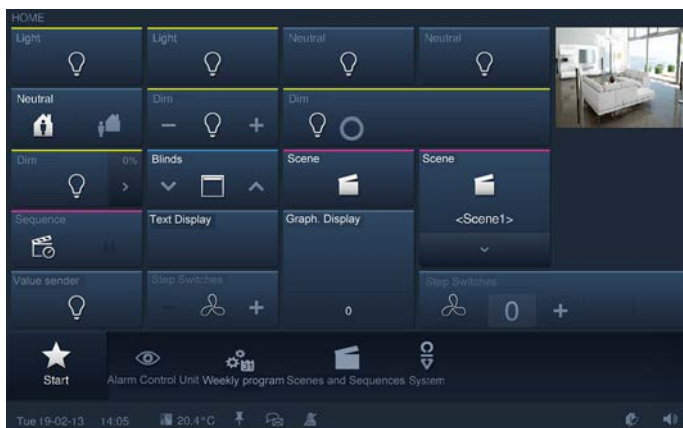 HOME
Light Light Neutral Neutral
Neutral Dim Dim
Dim 0% Blinds Scene Scene
<Scene1>
Sequence Text Display Graph. Display
Value sender Step Switches 0 Step Switches
0
Start Alarm Control Unit Weekly program Scenes and Sequences System
31
Tue 19-02-13 14:05 20.4°C